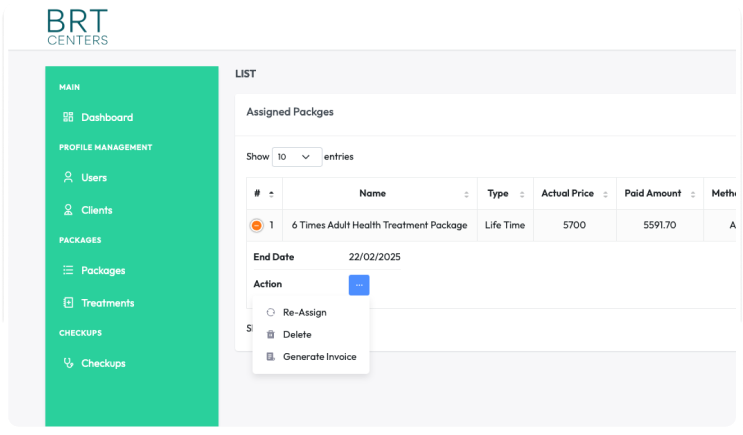 BRT
CENTERS
MAIN
Dashboard
PROFILE MANAGEMENT
Users
Clients
PACKAGES
Packages
Treatments
CHECKUPS
Checkups
LIST
Assigned Packges
Show 10 entries
# Name Type Actual Price Paid Amount Metho
1 6 Times Adult Health Treatment Package Life Time 5700 5591.70 A
End Date 22/02/2025
Action ...
Re-Assign
Delete
Generate Invoice